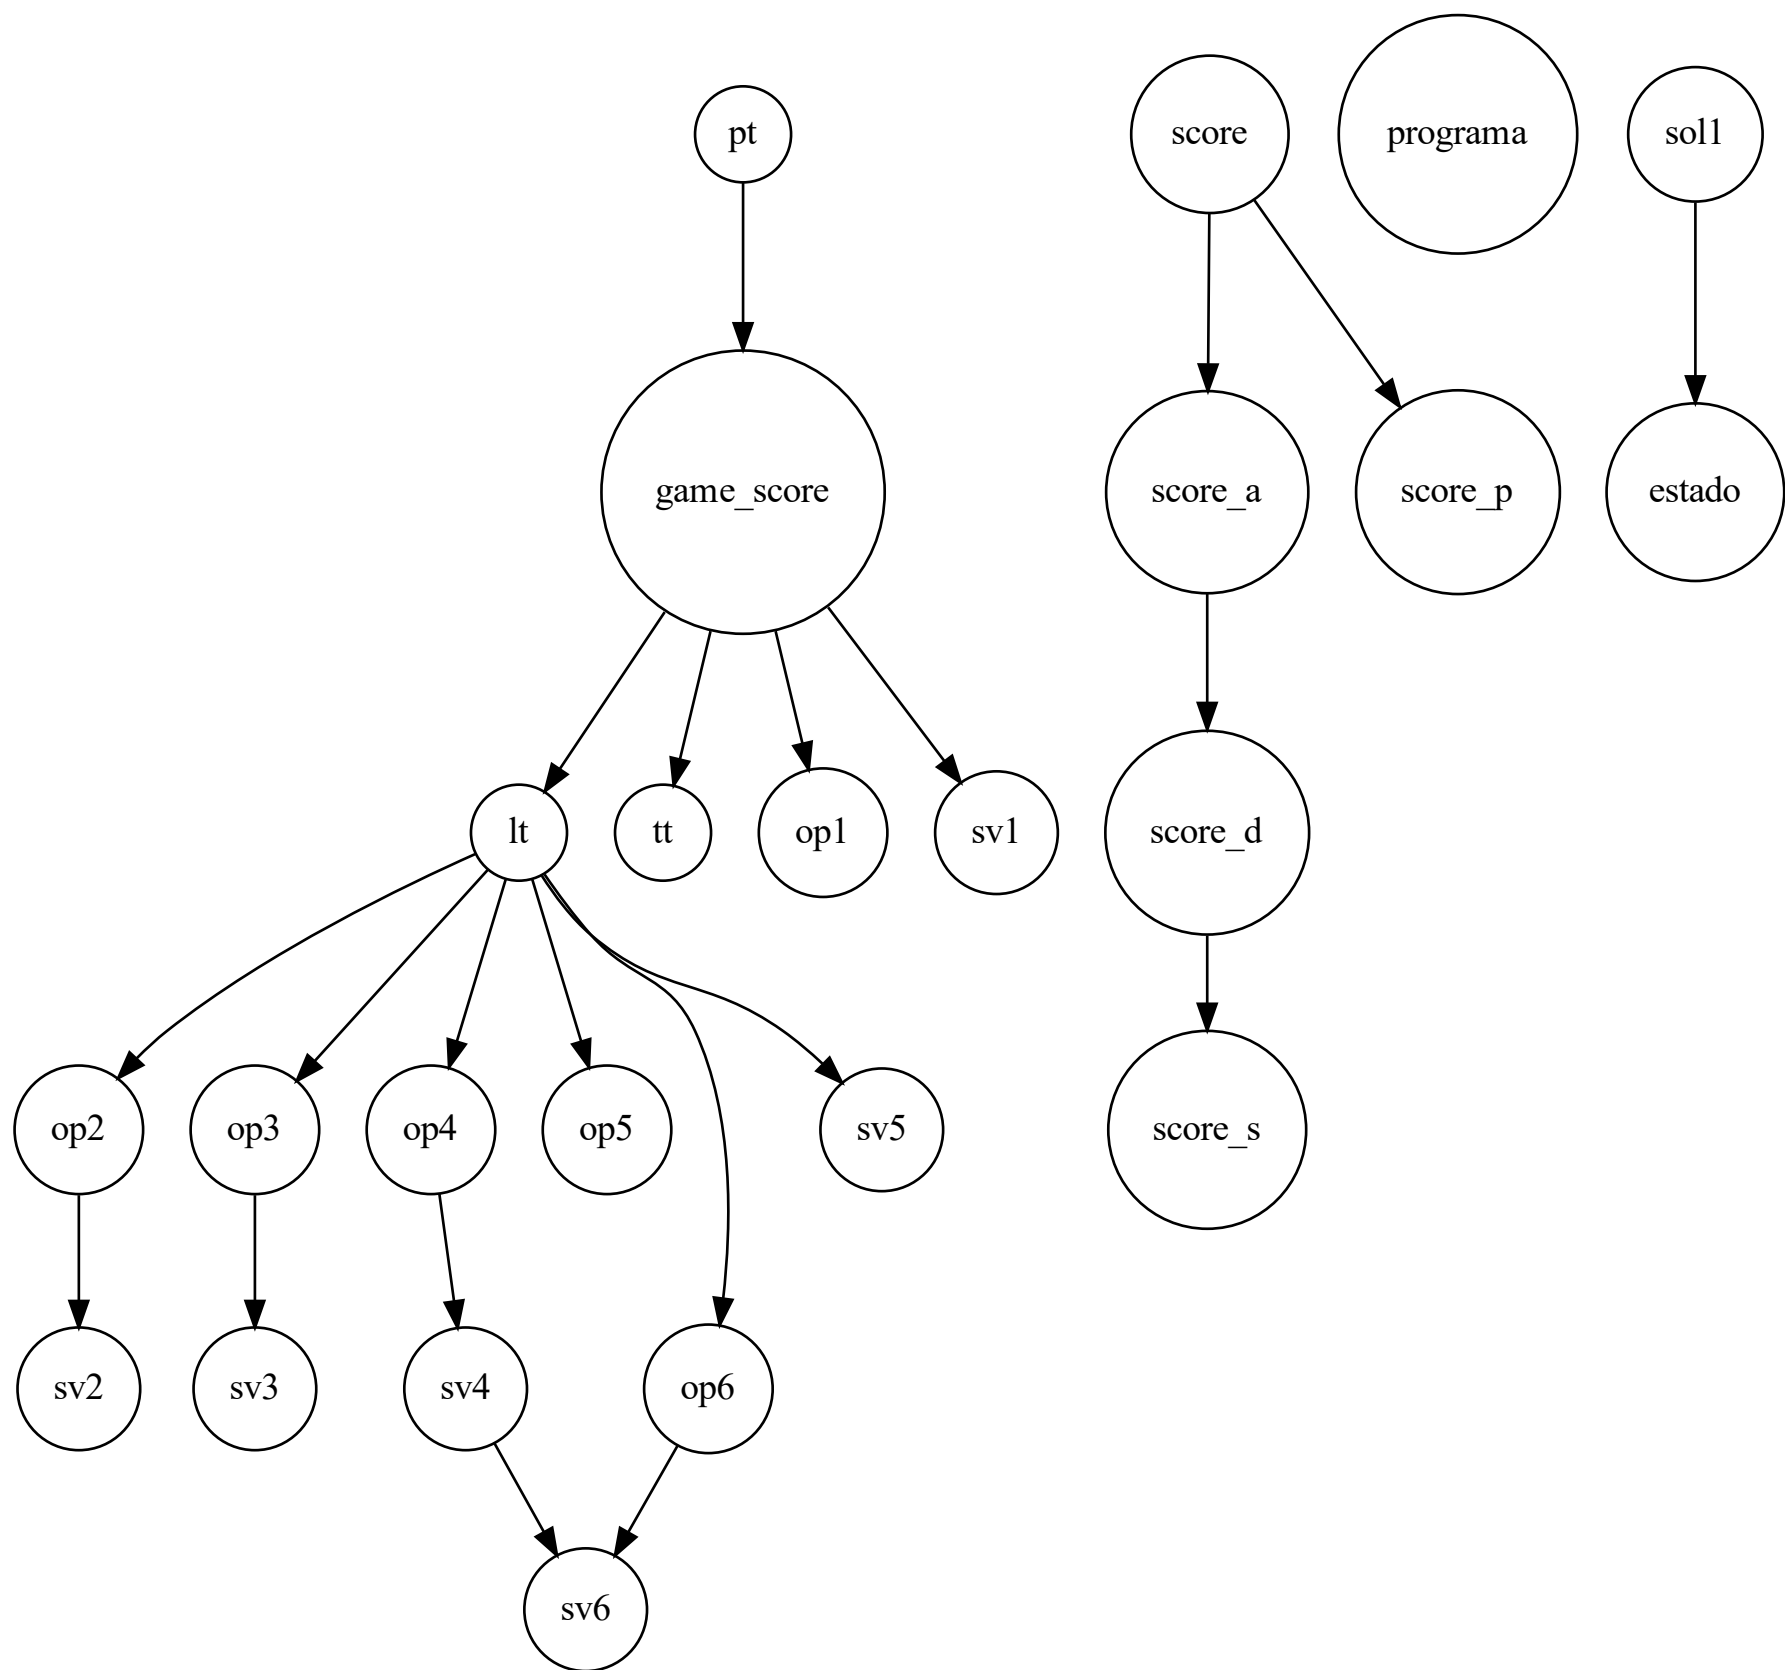 pt
score
programa
sol1
game_score
score_a
score_p
estado
lt
tt
op1
sv1
score_d
op2
op3
op4
op5
sv5
score_s
sv2
sv3
sv4
op6
sv6